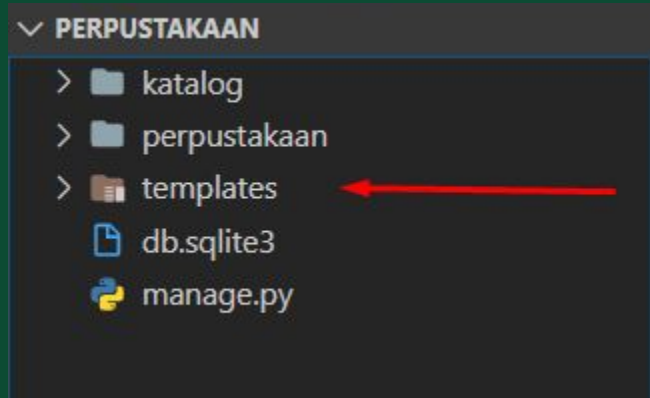 PERPUSTAKAAN
katalog
perpustakaan
templates
db.sqlite3
manage.py